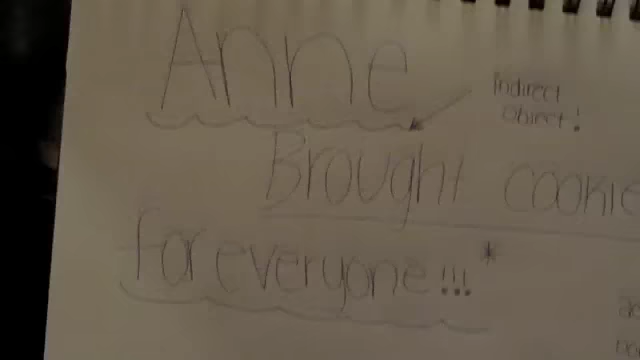 Anne
Indirect
object!
Brought cookie
for everyone!!!*